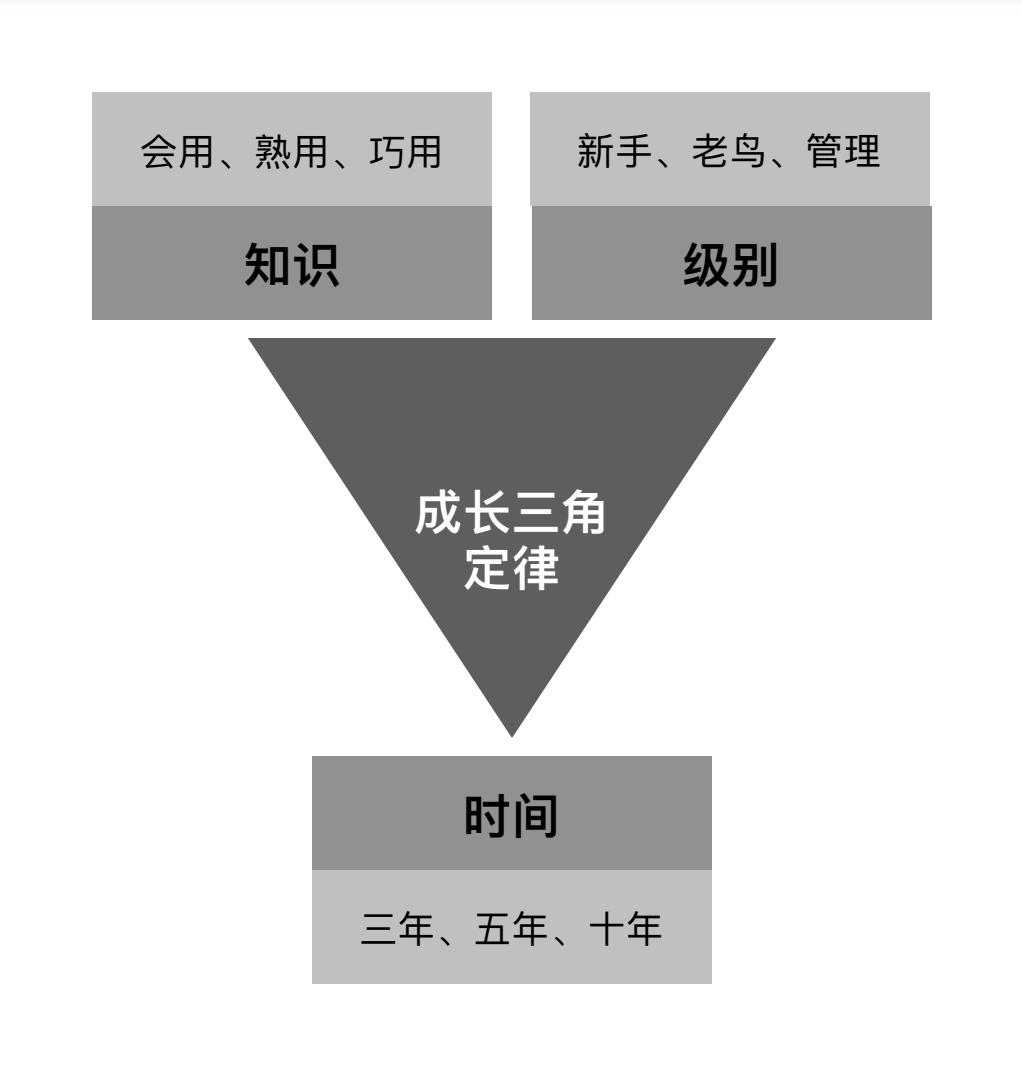 会用、熟用、巧用
知识
新手、老鸟、管理
级别
成长三角
定律
时间
三年、五年、十年